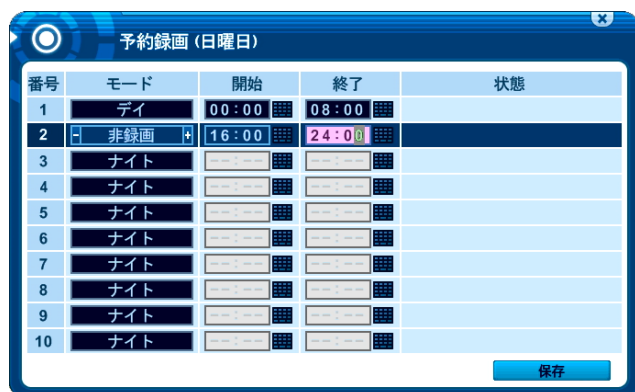 予約録画 (日曜日)
番号 モード 開始 終了 状態
1 デイ 00:00 08:00
2 - 非録画 + 16:00 24:00
3 ナイト --:-- --:--
4 ナイト --:-- --:--
5 ナイト --:-- --:--
6 ナイト --:-- --:--
7 ナイト --:-- --:--
8 ナイト --:-- --:--
9 ナイト --:-- --:--
10 ナイト --:-- --:--
保存